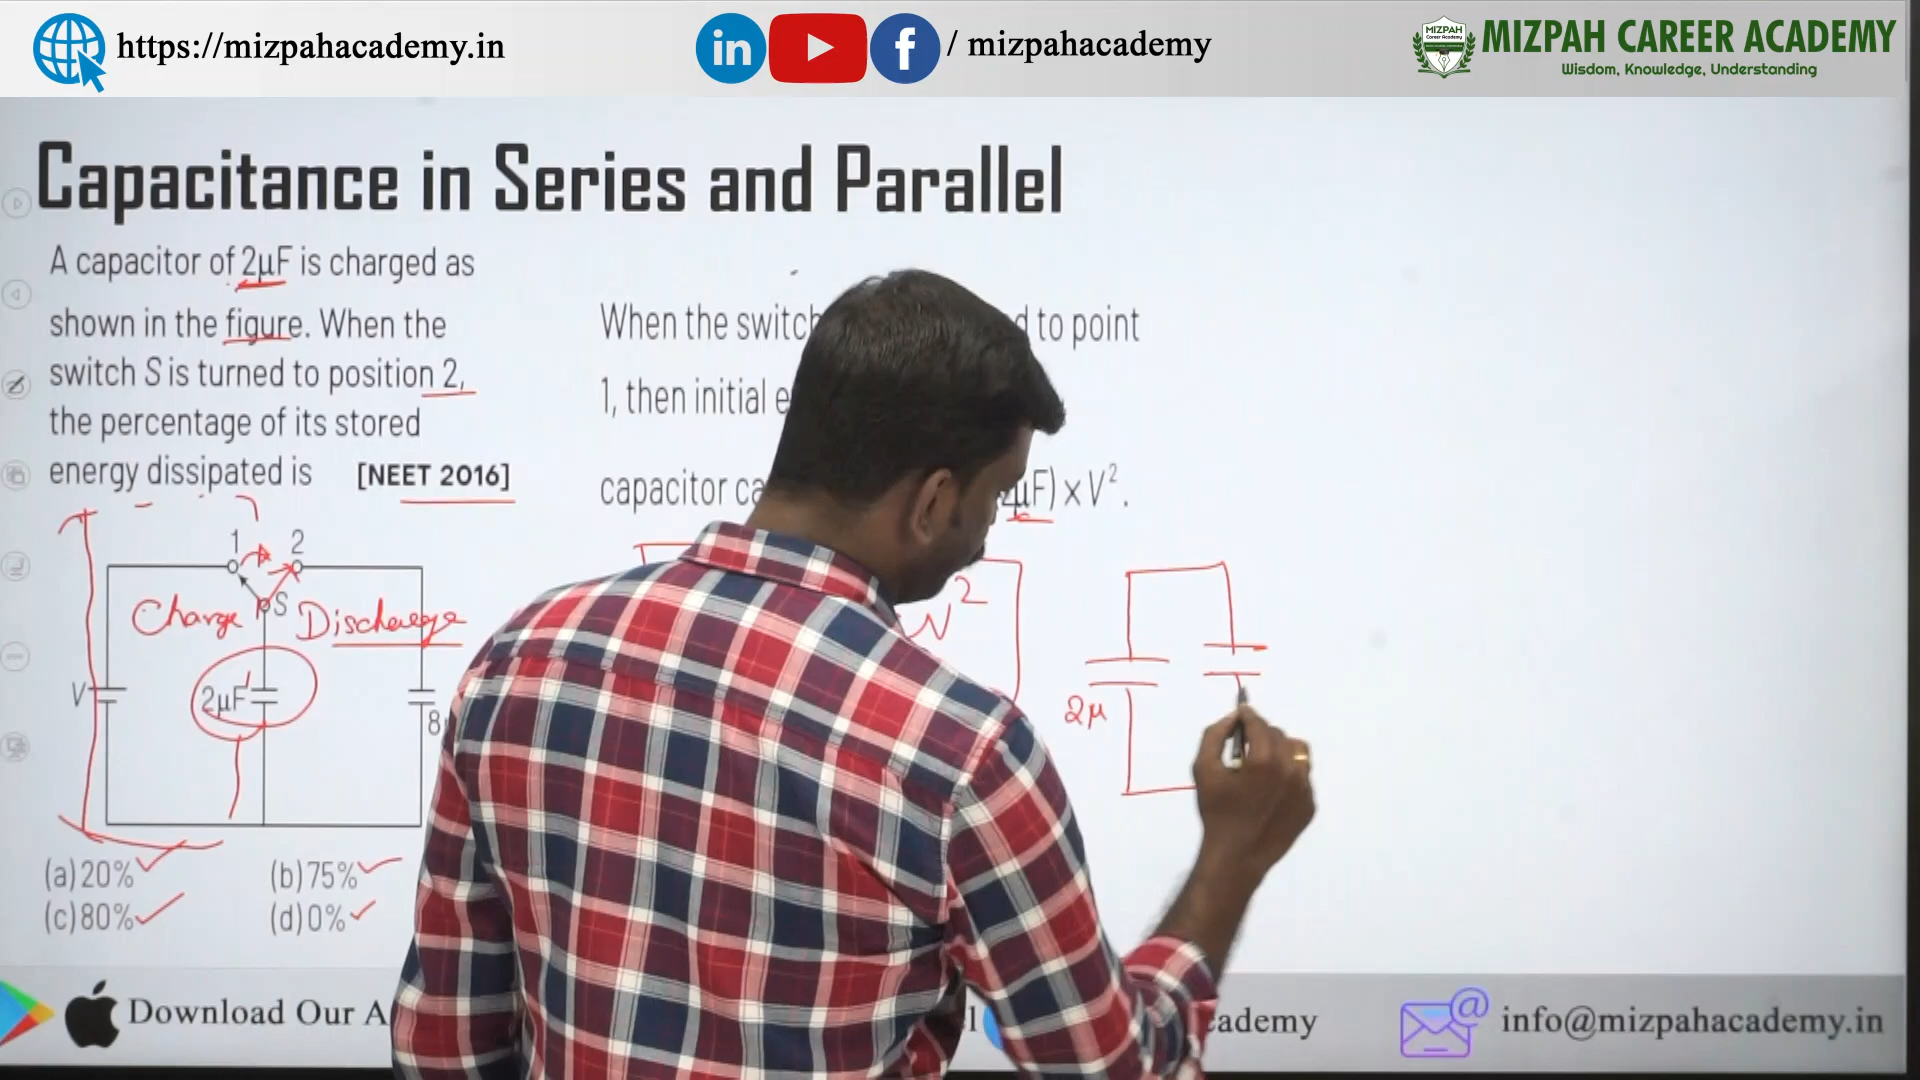 https://mizpahacademy.in
in
f
/ mizpahacademy
MIZPAH
Career Academy
MIZPAH CAREER ACADEMY
Wisdom, Knowledge, Understanding
Capacitance in Series and Parallel
A capacitor of 2μF is charged as
shown in the figure. When the
switch S is turned to position 2,
the percentage of its stored
energy dissipated is [NEET 2016]
1
2
S
Charge
Discharge
V
2μF
8
(a) 20%
(b) 75%
(c) 80%
(d) 0%
When the switch
to point
1, then initial
capacitor
μF) × V².
V²
2μ
Download Our
info@mizpahacademy.in